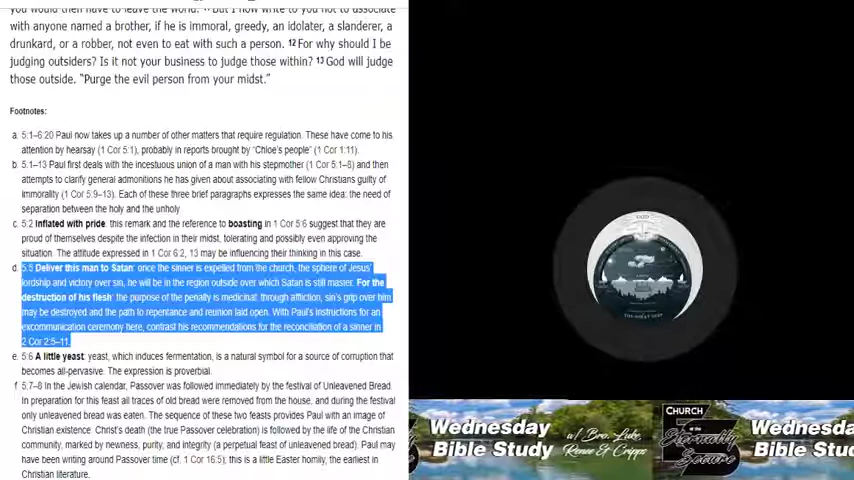 you would then have to leave the world. 11 But I now write to you not to associate
with anyone named a brother, if he is immoral, greedy, an idolater, a slanderer, a
drunkard, or a robber, not even to eat with such a person. 12 For why should I be
judging outsiders? Is it not your business to judge those within? 13 God will judge
those outside. "Purge the evil person from your midst."
Footnotes:
a. 5:1–6:20 Paul now takes up a number of other matters that require regulation. These have come to his
attention by hearsay (1 Cor 5:1), probably in reports brought by "Chloe's people" (1 Cor 1:11).
b. 5:1–13 Paul first deals with the incestuous union of a man with his stepmother (1 Cor 5:1–8) and then
attempts to clarify general admonitions he has given about associating with fellow Christians guilty of
immorality (1 Cor 5:9–13). Each of these three brief paragraphs expresses the same idea: the need of
separation between the holy and the unholy.
c. 5:2 Inflated with pride: this remark and the reference to boasting in 1 Cor 5:6 suggest that they are
proud of themselves despite the infection in their midst, tolerating and possibly even approving the
situation. The attitude expressed in 1 Cor 6:2, 13 may be influencing their thinking in this case.
d. 5:5 Deliver this man to Satan: once the sinner is expelled from the church, the sphere of Jesus'
lordship and victory over sin, he will be in the region outside over which Satan is still master. For the
destruction of his flesh: the purpose of the penalty is medicinal: through affliction, sin's grip over him
may be destroyed and the path to repentance and reunion laid open. With Paul's instructions for an
excommunication ceremony here, contrast his recommendations for the reconciliation of a sinner in
2 Cor 2:5–11.
e. 5:6 A little yeast: yeast, which induces fermentation, is a natural symbol for a source of corruption that
becomes all-pervasive. The expression is proverbial.
f. 5:7–8 In the Jewish calendar, Passover was followed immediately by the festival of Unleavened Bread.
In preparation for this feast all traces of old bread were removed from the house, and during the festival
only unleavened bread was eaten. The sequence of these two feasts provides Paul with an image of
Christian existence: Christ's death (the true Passover celebration) is followed by the life of the Christian
community, marked by newness, purity, and integrity (a perpetual feast of unleavened bread). Paul may
have been writing around Passover time (cf. 1 Cor 16:5); this is a little Easter homily, the earliest in
Christian literature.
THE GREAT DEEP
Wednesday
Bible Study
w/ Bro. Luke,
Renee & Cripps
CHURCH
of the
Eternally
Secure
Wednesday
Bible Study